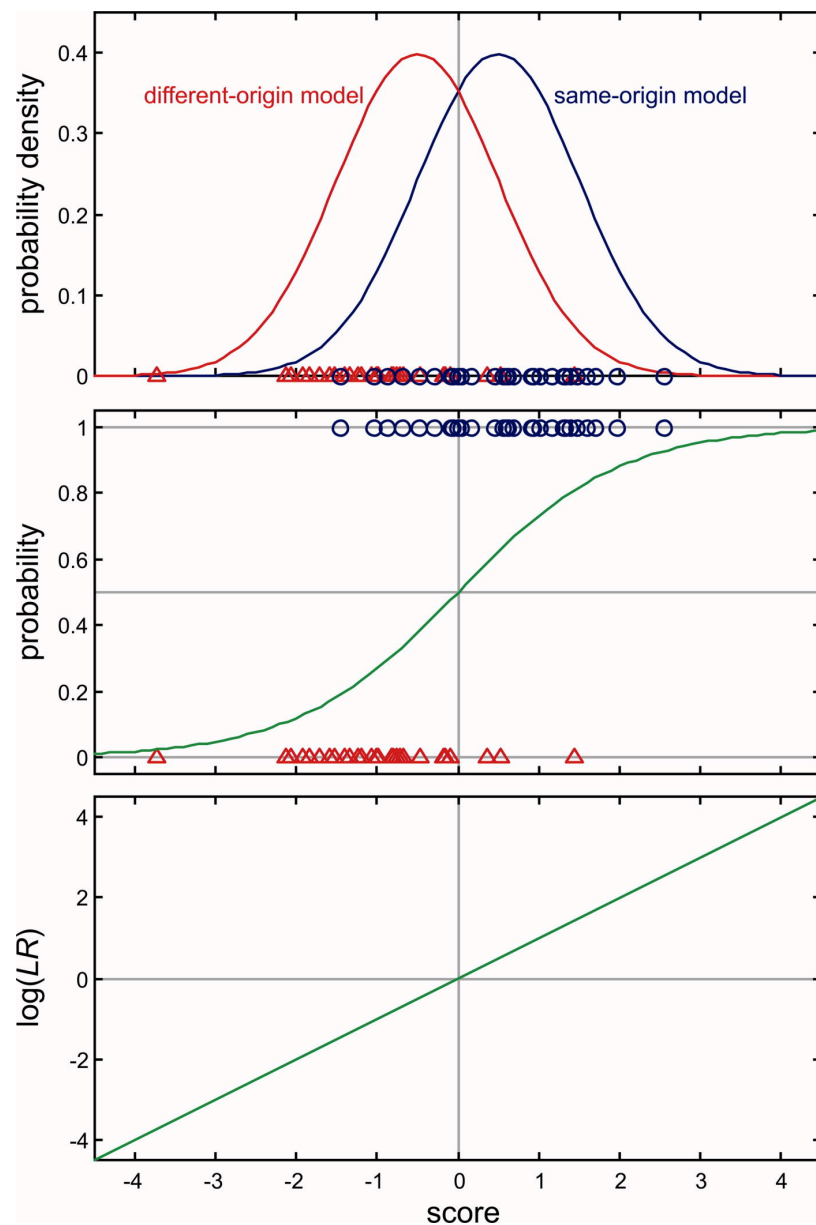 0.4
different-origin model same-origin model
0.3
0.2
0.1
0
probability density
1
0.8
0.6
0.4
0.2
0
probability
4
2
0
-2
-4
log(LR)
-4 -3 -2 -1 0 1 2 3 4
score